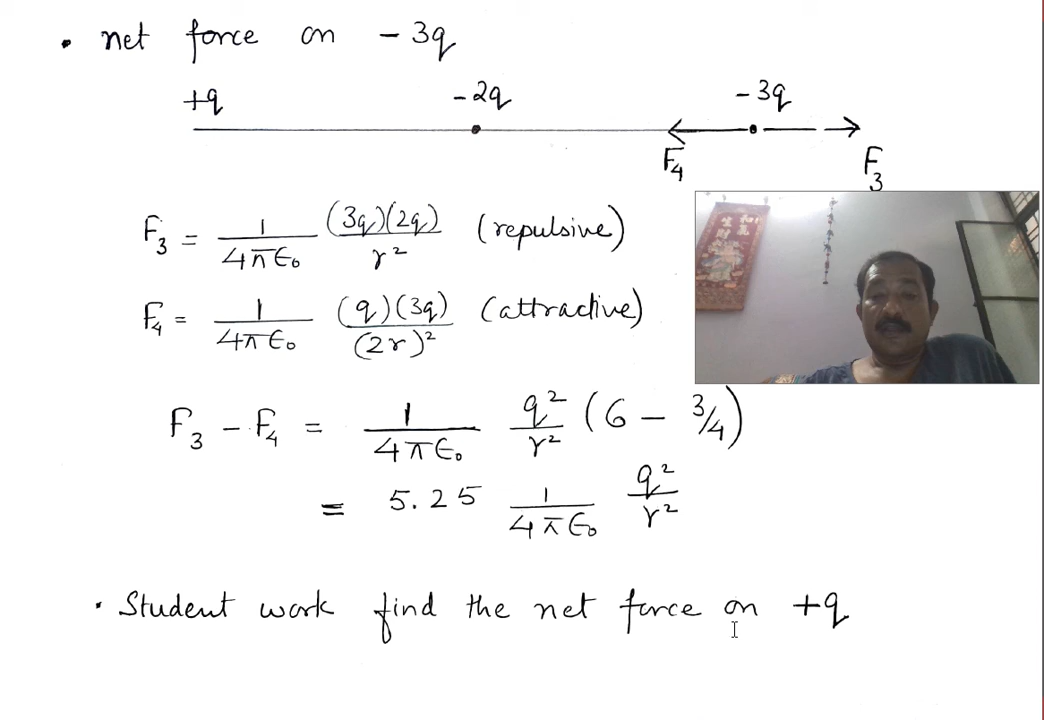 • net force on - 3q
+q - 2q - 3q
F₄ F₃
F₃ = 1/4πϵ₀ (3q)(2q)/r² (repulsive)
F₄ = 1/4πϵ₀ (q)(3q)/(2r)² (attractive)
F₃ - F₄ = 1/4πϵ₀ q²/r² (6 - 3/4)
= 5.25 1/4πϵ₀ q²/r²
• Student work find the net force on +q